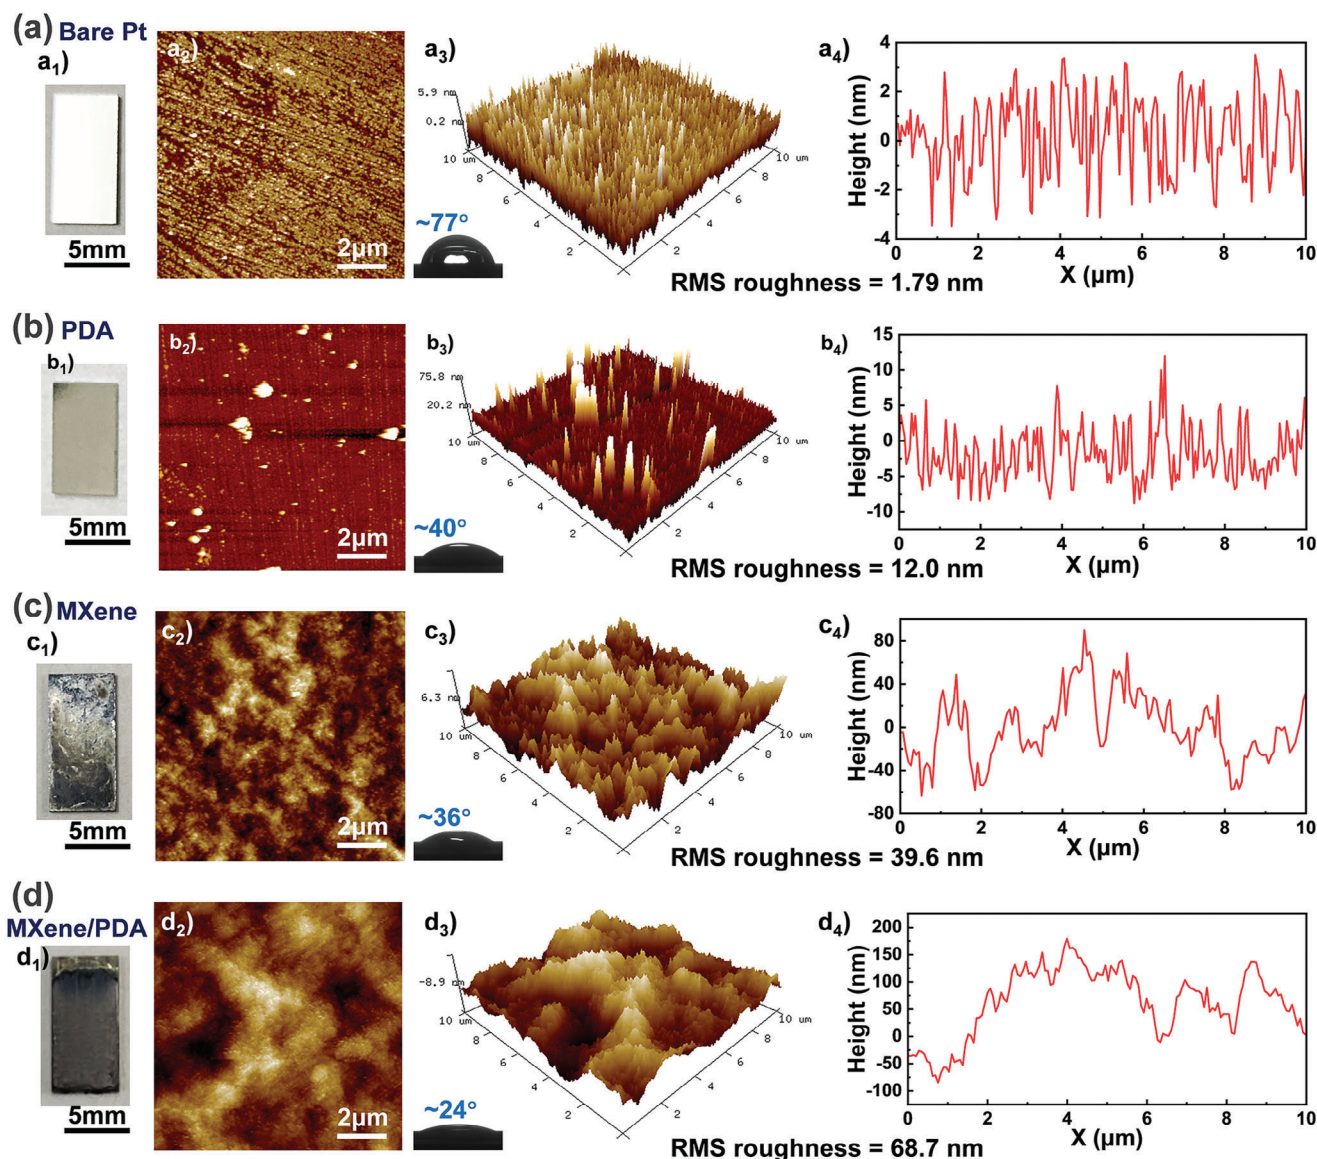 (a) Bare Pt
a1)
5mm
a2)
2μm
a3)
5.9 nm
0.2 nm
10 um
8
6
4
2
10 um
8
6
4
2
~77°
RMS roughness = 1.79 nm
a4)
Height (nm)
4
2
0
-2
-4
0 2 4 6 8 10
X (μm)
(b) PDA
b1)
5mm
b2)
2μm
b3)
75.8 nm
20.2 nm
10 um
8
6
4
2
10 um
8
6
4
2
~40°
RMS roughness = 12.0 nm
b4)
Height (nm)
15
10
5
0
-5
-10
0 2 4 6 8 10
X (μm)
(c) MXene
c1)
5mm
c2)
2μm
c3)
6.3 nm
10 um
8
6
4
2
10 um
8
6
4
2
~36°
RMS roughness = 39.6 nm
c4)
Height (nm)
80
40
0
-40
-80
0 2 4 6 8 10
X (μm)
(d)
MXene/PDA
d1)
5mm
d2)
2μm
d3)
-8.9 nm
10 um
8
6
4
2
10 um
8
6
4
2
~24°
RMS roughness = 68.7 nm
d4)
Height (nm)
200
150
100
50
0
-50
-100
0 2 4 6 8 10
X (μm)